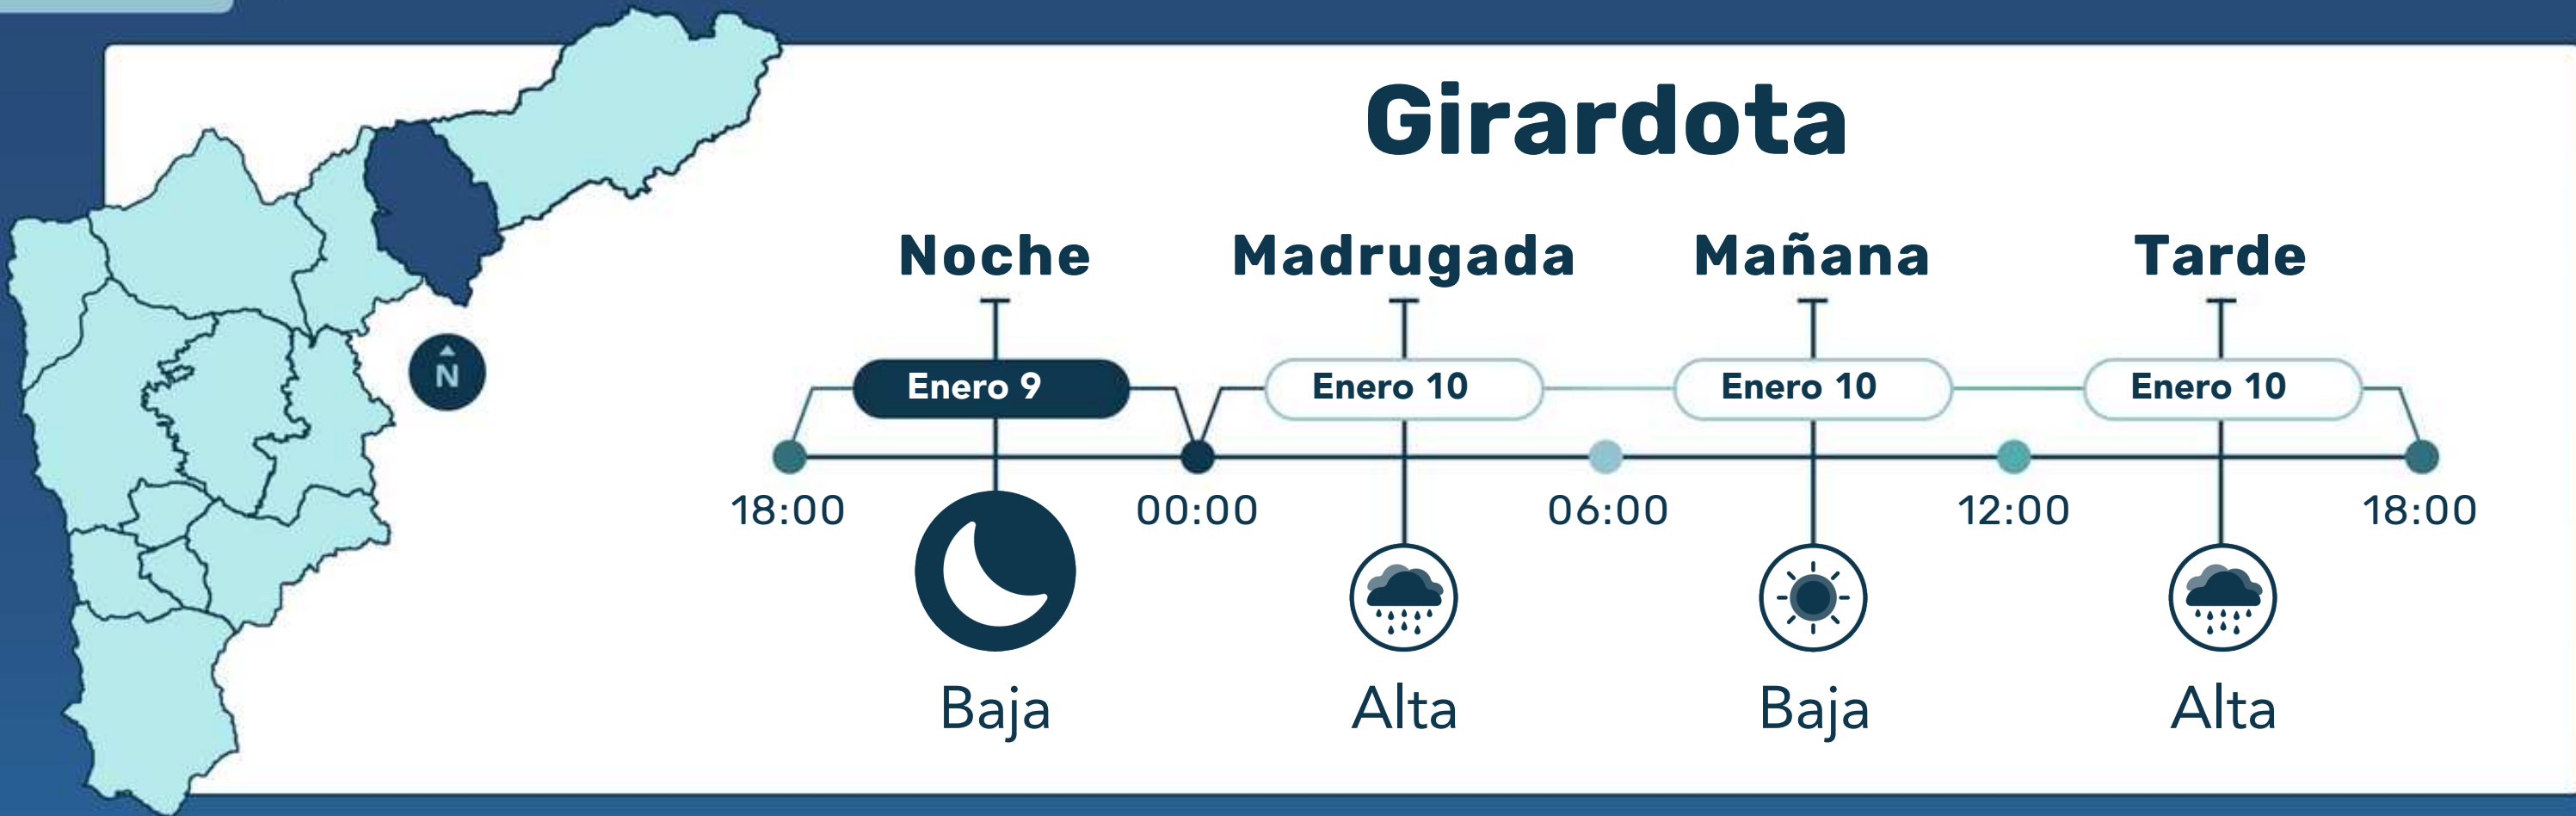 Girardota
Noche Madrugada Mañana Tarde
Enero 9 Enero 10 Enero 10 Enero 10
N
18:00 00:00 06:00 12:00 18:00
Baja Alta Baja Alta